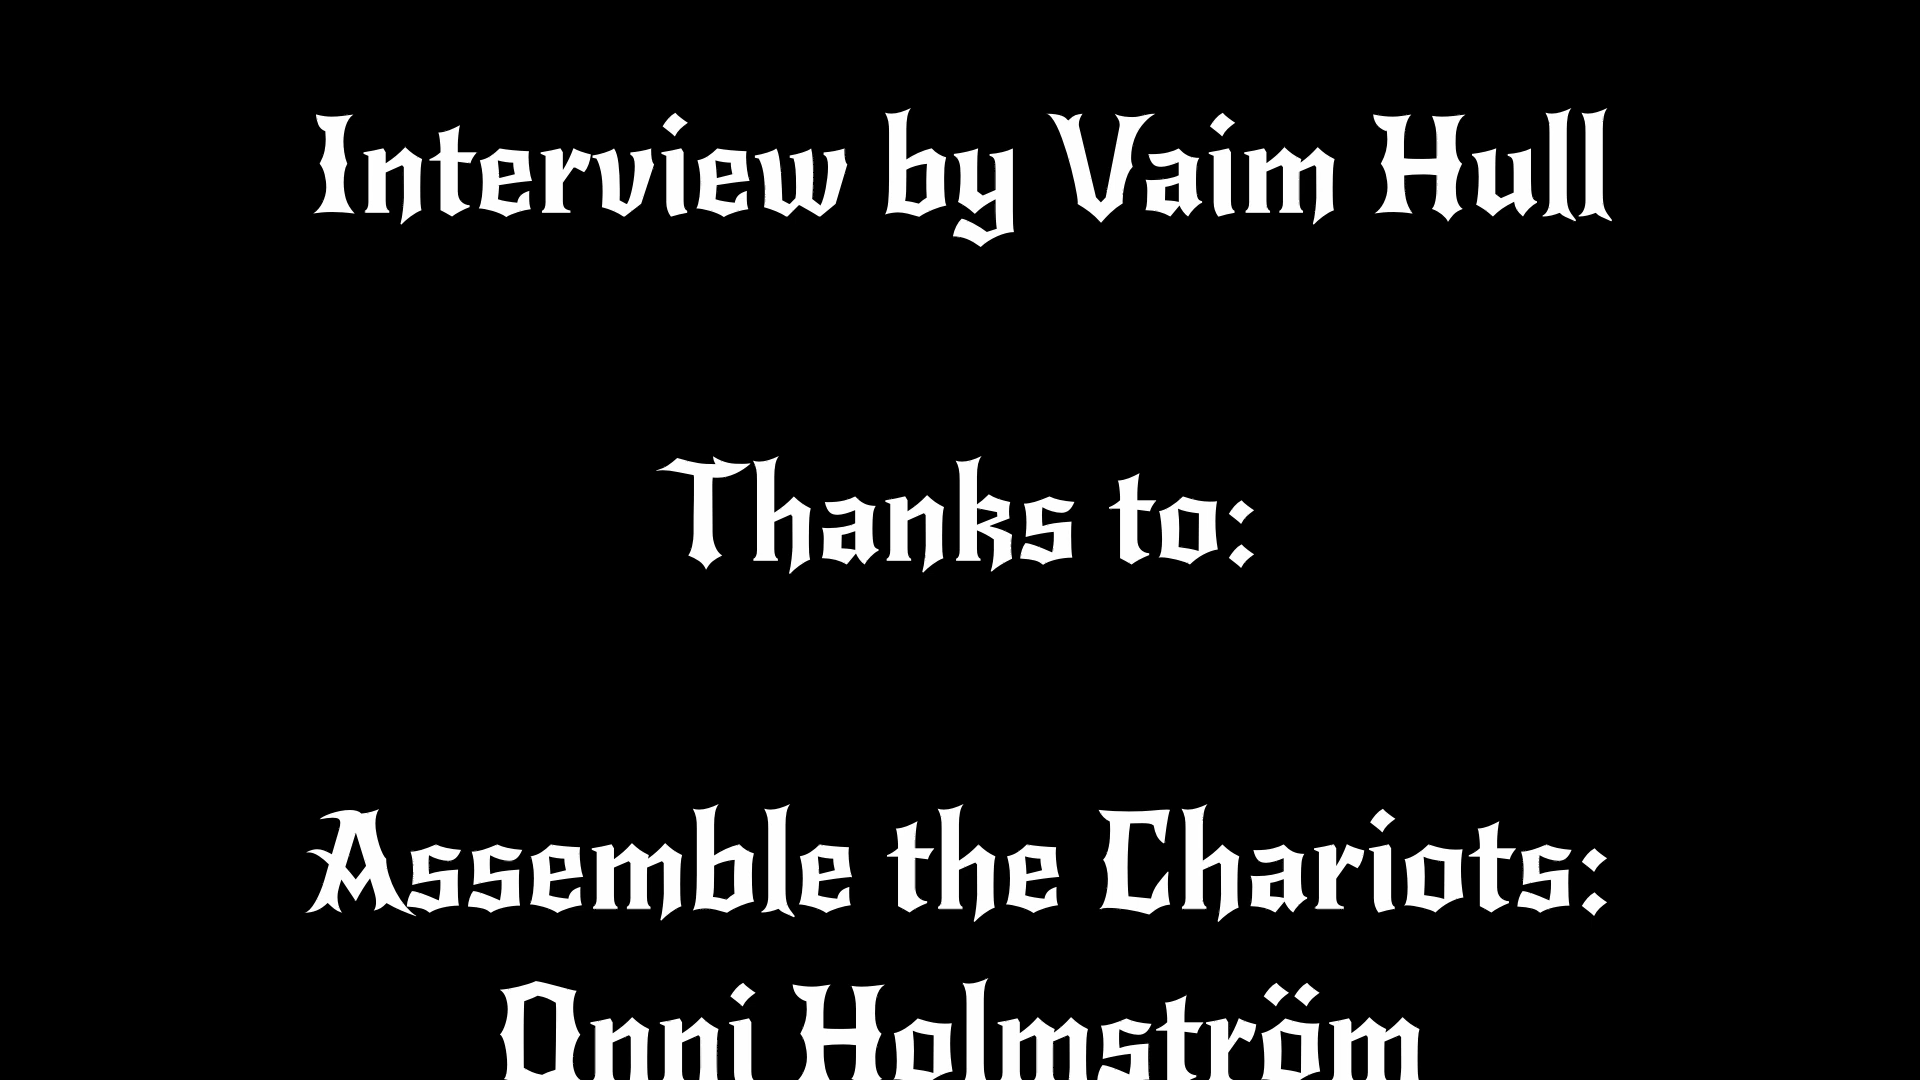 Interview by Vaim Hull
Thanks to:
Assemble the Chariots:
Onni Holmström